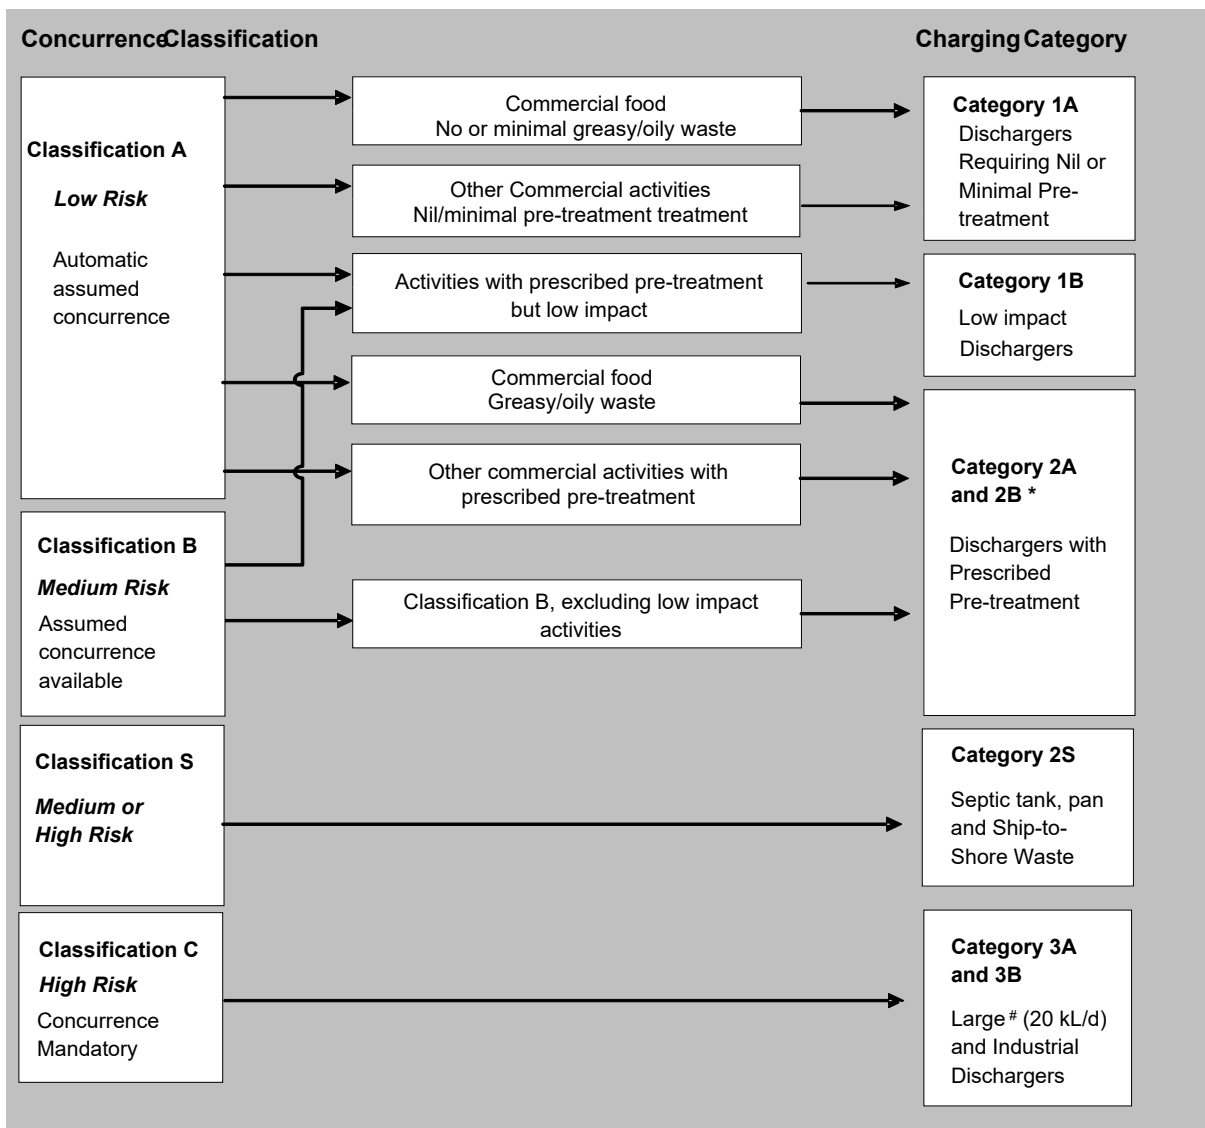 Concurrence Classification
Charging Category
Classification A
Low Risk
Automatic
assumed
concurrence
Classification B
Medium Risk
Assumed
concurrence
available
Classification S
Medium or
High Risk
Classification C
High Risk
Concurrence
Mandatory
Commercial food
No or minimal greasy/oily waste
Other Commercial activities
Nil/minimal pre-treatment treatment
Activities with prescribed pre-treatment
but low impact
Commercial food
Greasy/oily waste
Other commercial activities with
prescribed pre-treatment
Classification B, excluding low impact
activities
Category 1A
Dischargers
Requiring Nil or
Minimal Pre-
treatment
Category 1B
Low impact
Dischargers
Category 2A
and 2B *
Dischargers with
Prescribed
Pre-treatment
Category 2S
Septic tank, pan
and Ship-to-
Shore Waste
Category 3A
and 3B
Large # (20 kL/d)
and Industrial
Dischargers